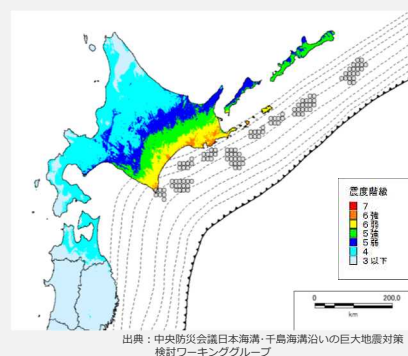 震度階級
7
6強
6弱
5強
5弱
4
3以下
0.0
200.0
km
出典：中央防災会議日本海溝･千島海溝沿いの巨大地震対策
検討ワーキンググループ